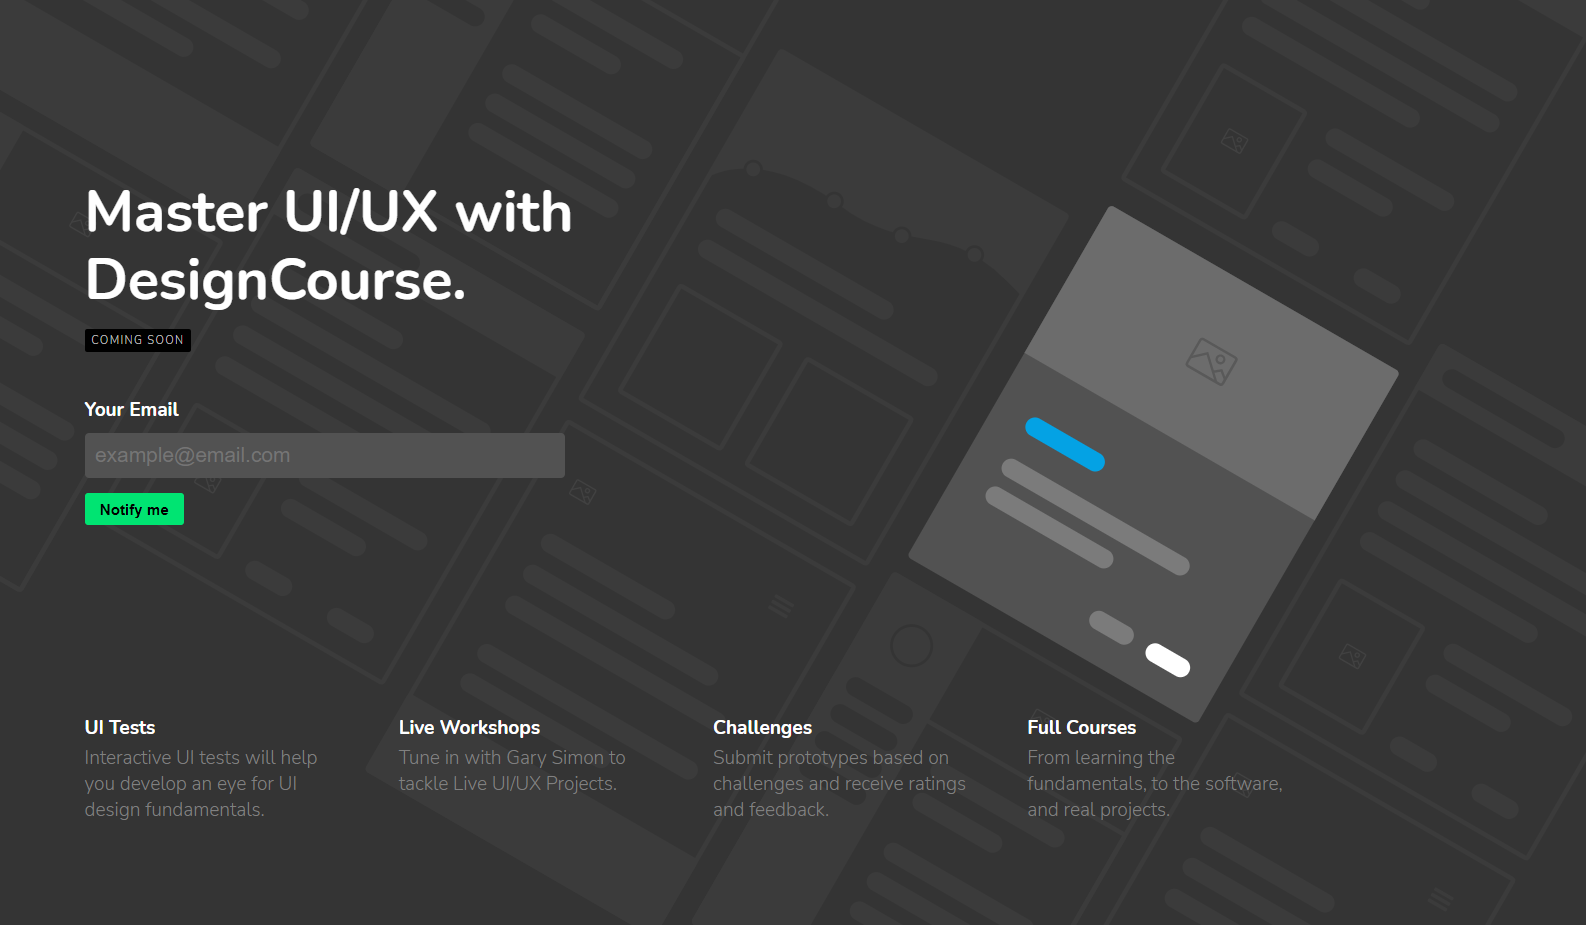 Master UI/UX with
DesignCourse.
COMING SOON
Your Email
example@email.com
Notify me
UI Tests
Interactive UI tests will help
you develop an eye for UI
design fundamentals.
Live Workshops
Tune in with Gary Simon to
tackle Live UI/UX Projects.
Challenges
Submit prototypes based on
challenges and receive ratings
and feedback.
Full Courses
From learning the
fundamentals, to the software,
and real projects.